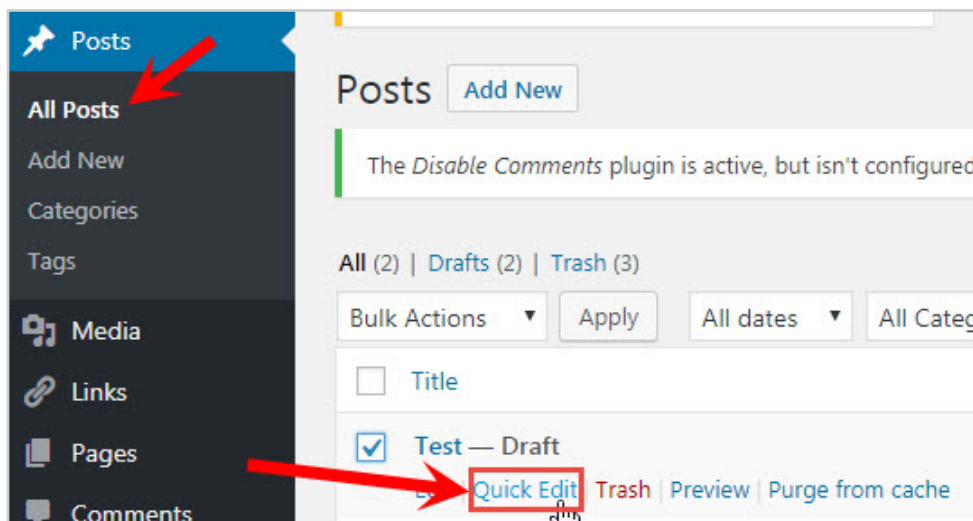 Posts
All Posts
Add New
Categories
Tags
Media
Links
Pages
Comments
Posts Add New
The Disable Comments plugin is active, but isn't configured
All (2) | Drafts (2) | Trash (3)
Bulk Actions Apply All dates All Categ
Title
Test — Draft
Quick Edit | Trash | Preview | Purge from cache